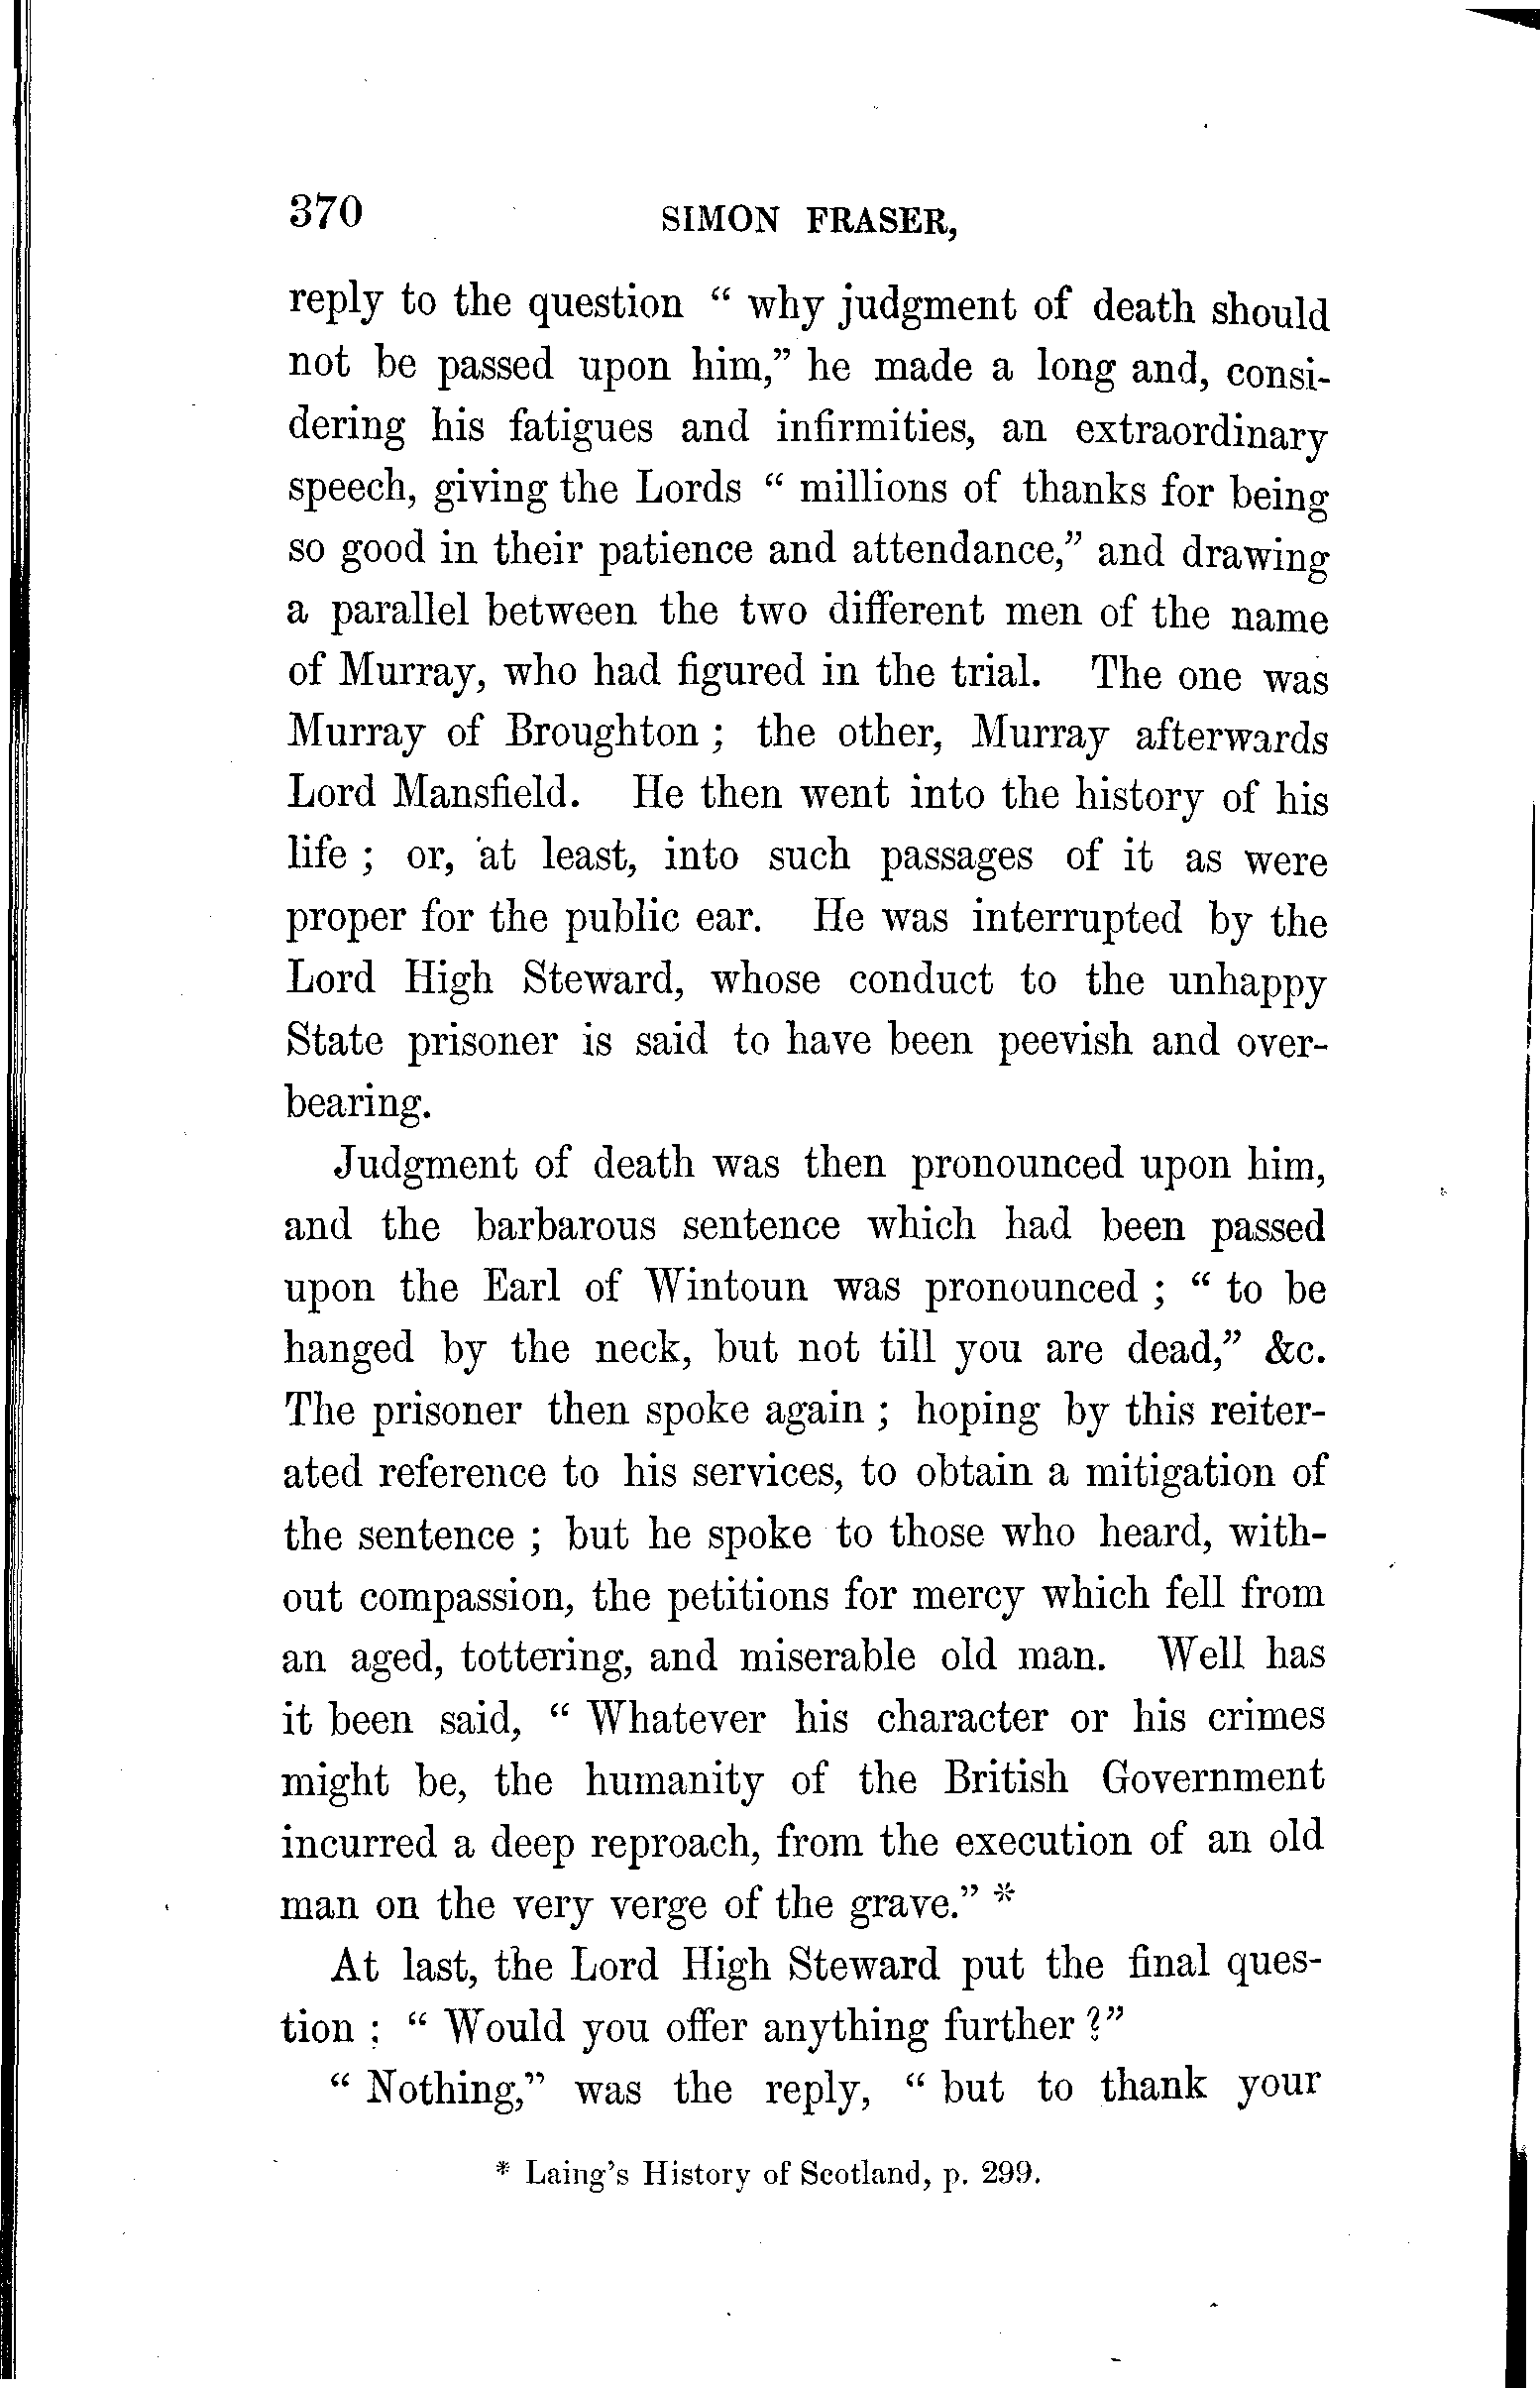 370 SIMON FRASER,
reply to the question “ why judgment of death should
not be passed upon him,” he made a long and, consi-
dering his fatigues and infirmities, an extraordinary
speech, giving the Lords “ millions of thanks for being
so good in their patience and attendance,” and drawing
a parallel between the two different men of the name
of Murray, who had figured in the trial. The one was
Murray of Broughton ; the other, Murray afterwards
Lord Mansfield. He then went into the history of his
life ; or, at least, into such passages of it as were
proper for the public ear. He was interrupted by the
Lord High Steward, whose conduct to the unhappy
State prisoner is said to have been peevish and over-
bearing.
Judgment of death was then pronounced upon him,
and the barbarous sentence which had been passed
upon the Earl of Wintoun was pronounced ; “ to be
hanged by the neck, but not till you are dead,” &c.
The prisoner then spoke again ; hoping by this reiter-
ated reference to his services, to obtain a mitigation of
the sentence ; but he spoke to those who heard, with-
out compassion, the petitions for mercy which fell from
an aged, tottering, and miserable old man. Well has
it been said, “ Whatever his character or his crimes
might be, the humanity of the British Government
incurred a deep reproach, from the execution of an old
man on the very verge of the grave.” *
At last, the Lord High Steward put the final ques-
tion : “ Would you offer anything further ?”
“ Nothing,” was the reply, “ but to thank your
* Laing’s History of Scotland, p. 299.